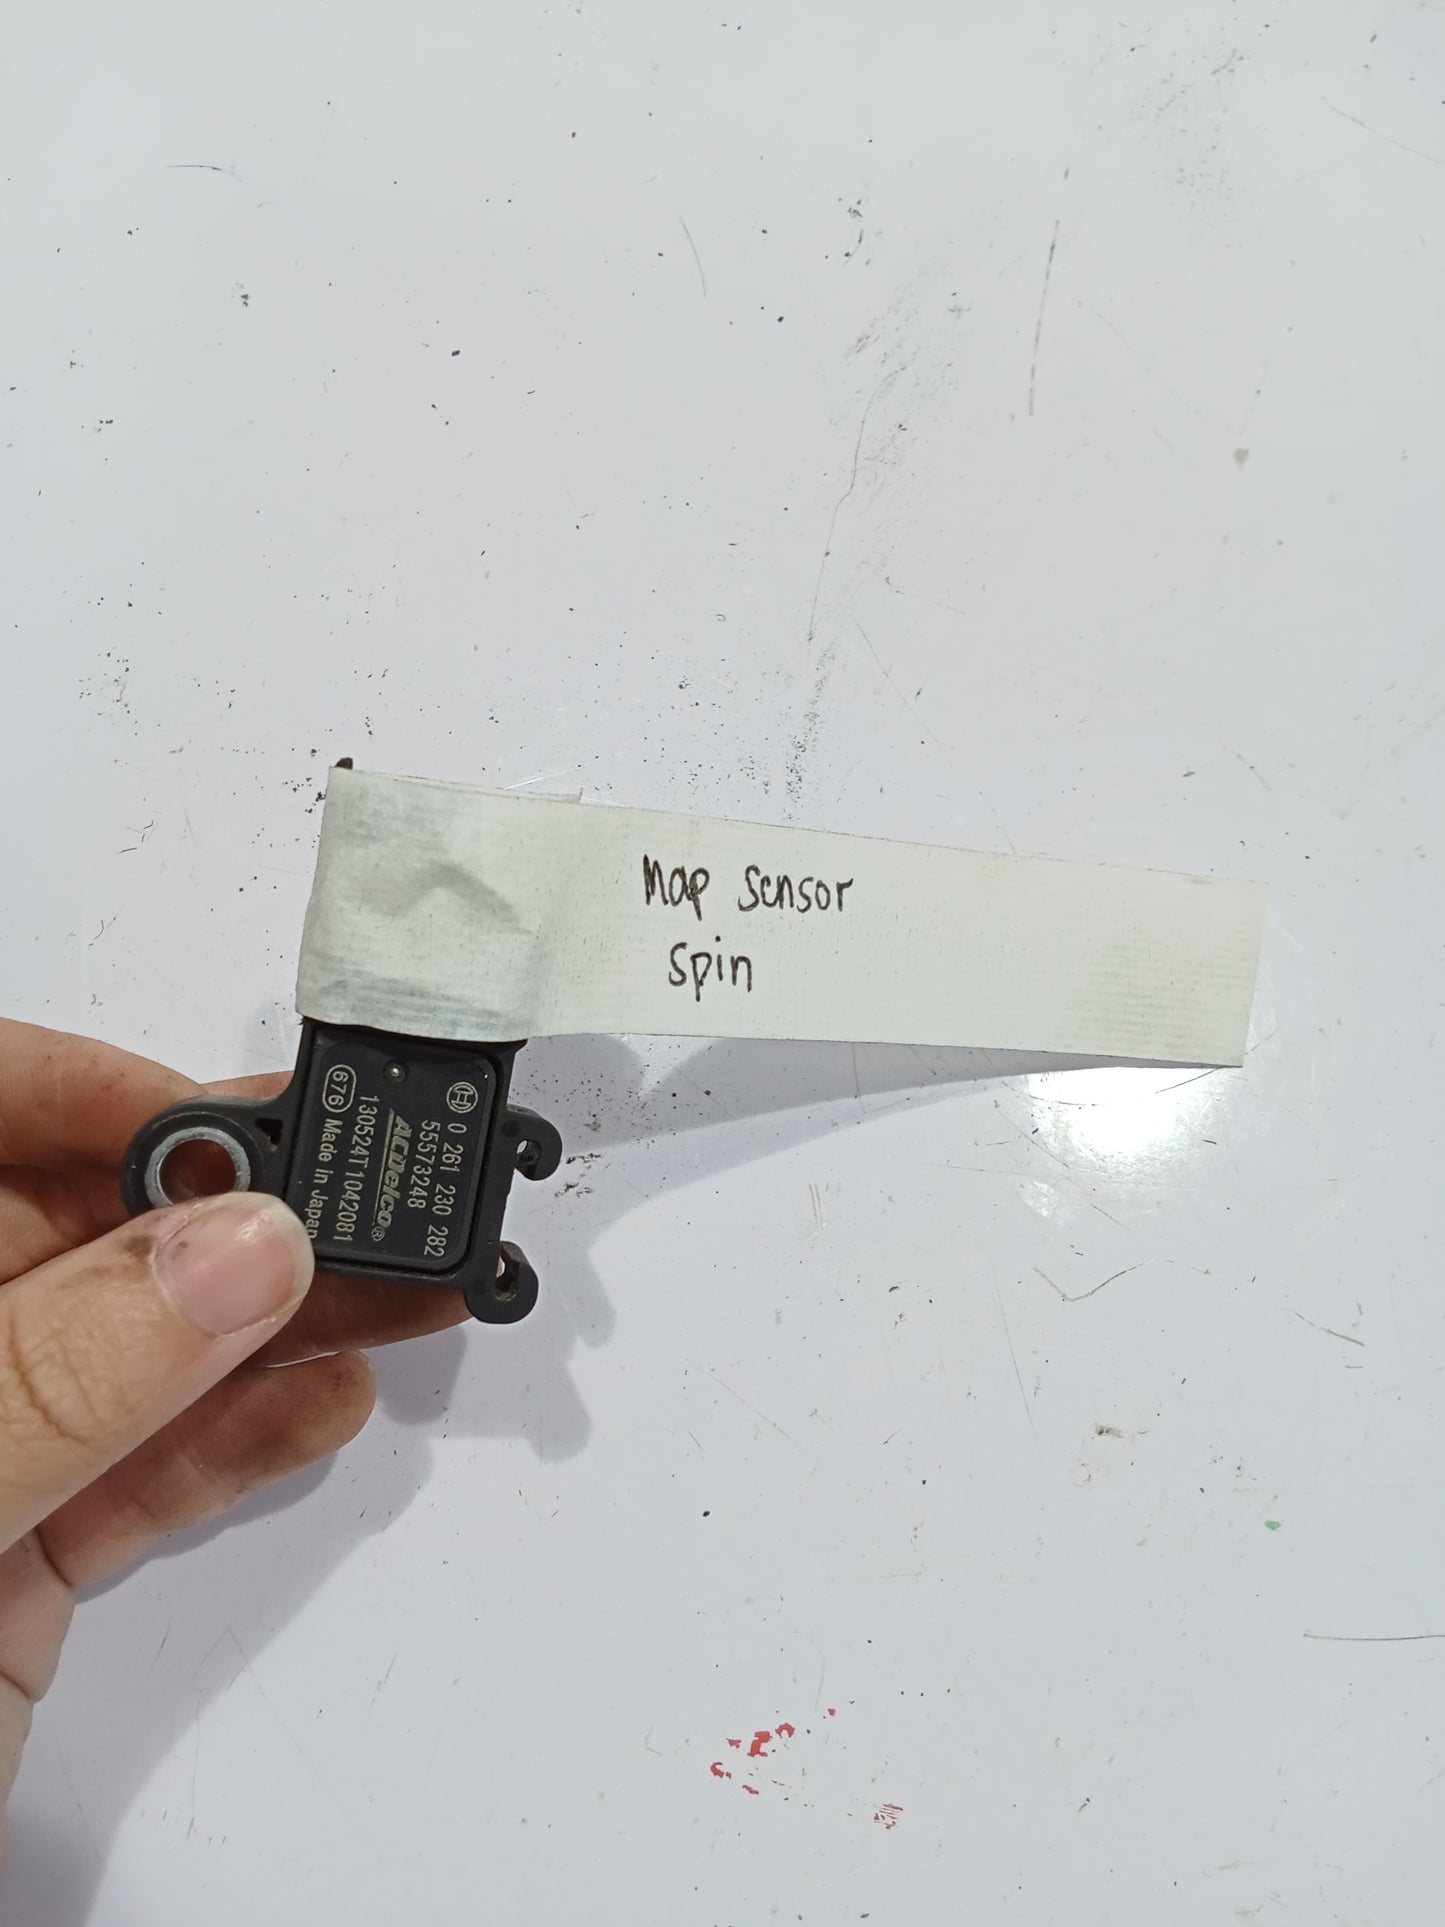 Map Sensor
Spin
0 261 230 282
55573248
ACDelco®
130524T1042081
676 Made in Japan